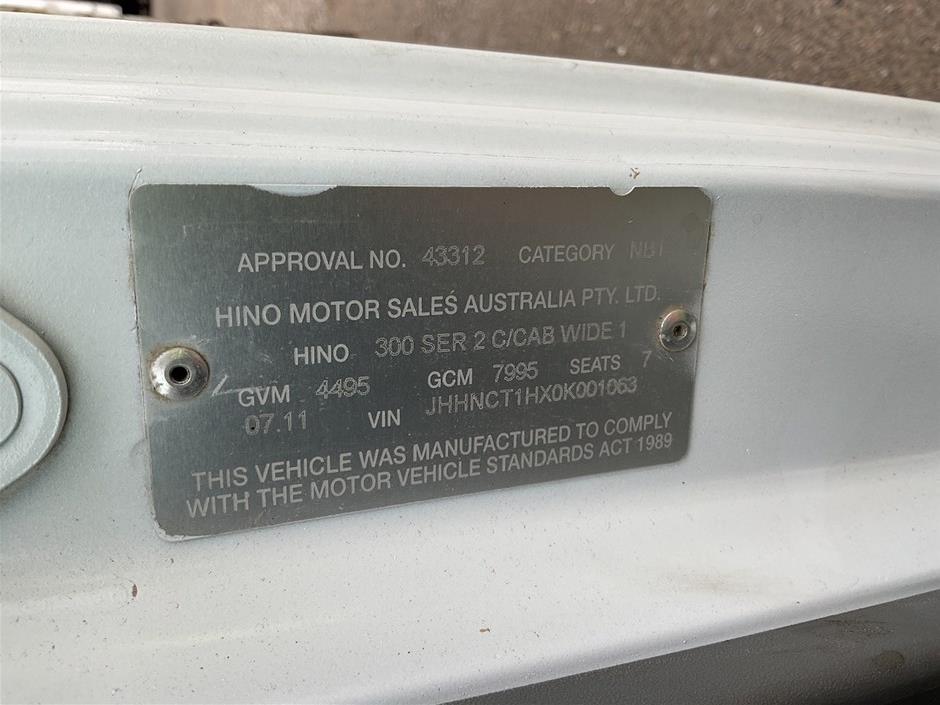 APPROVAL NO. 43312 CATEGORY NB1
HINO MOTOR SALES AUSTRALIA PTY. LTD.
HINO 300 SER 2 C/CAB WIDE 1
GVM 4495 GCM 7995 SEATS 7
07.11 VIN JHHNCT1HX0K001063
THIS VEHICLE WAS MANUFACTURED TO COMPLY
WITH THE MOTOR VEHICLE STANDARDS ACT 1989